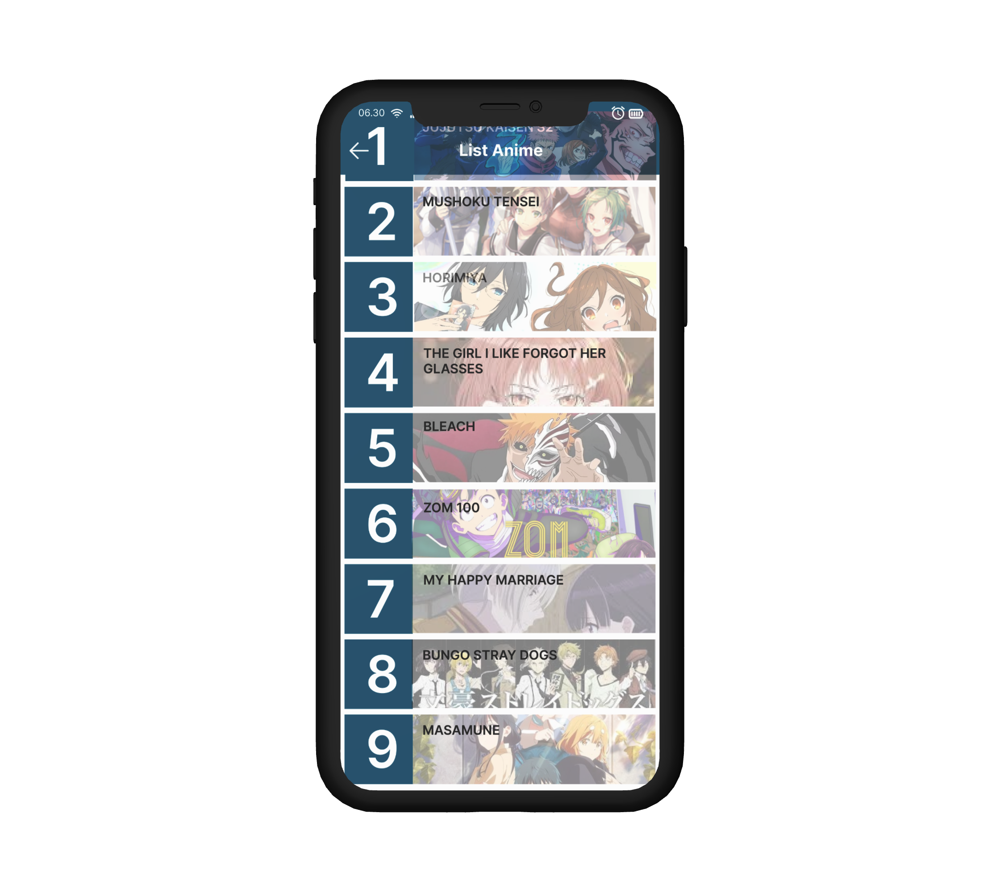 06.30
1
JUJUTSU KAISEN S2
List Anime
2
MUSHOKU TENSEI
3
HORIMIYA
4
THE GIRL I LIKE FORGOT HER
GLASSES
5
BLEACH
6
ZOM 100
ZOM
7
MY HAPPY MARRIAGE
8
BUNGO STRAY DOGS
文豪ストレイドッグス
9
MASAMUNE